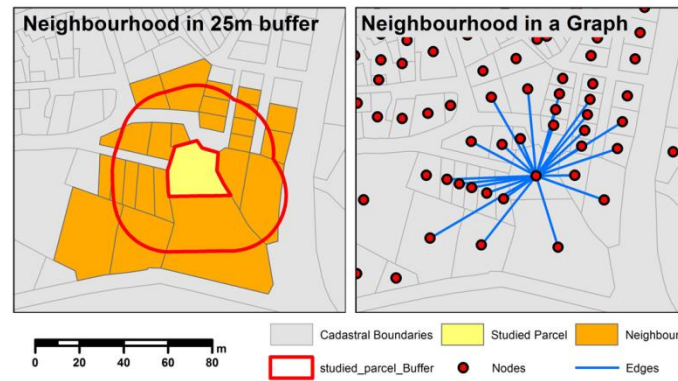 Neighbourhood in 25m buffer
Neighbourhood in a Graph
Cadastral Boundaries
Studied Parcel
Neighbour
m
0 20 40 60 80
studied_parcel_Buffer
Nodes
Edges